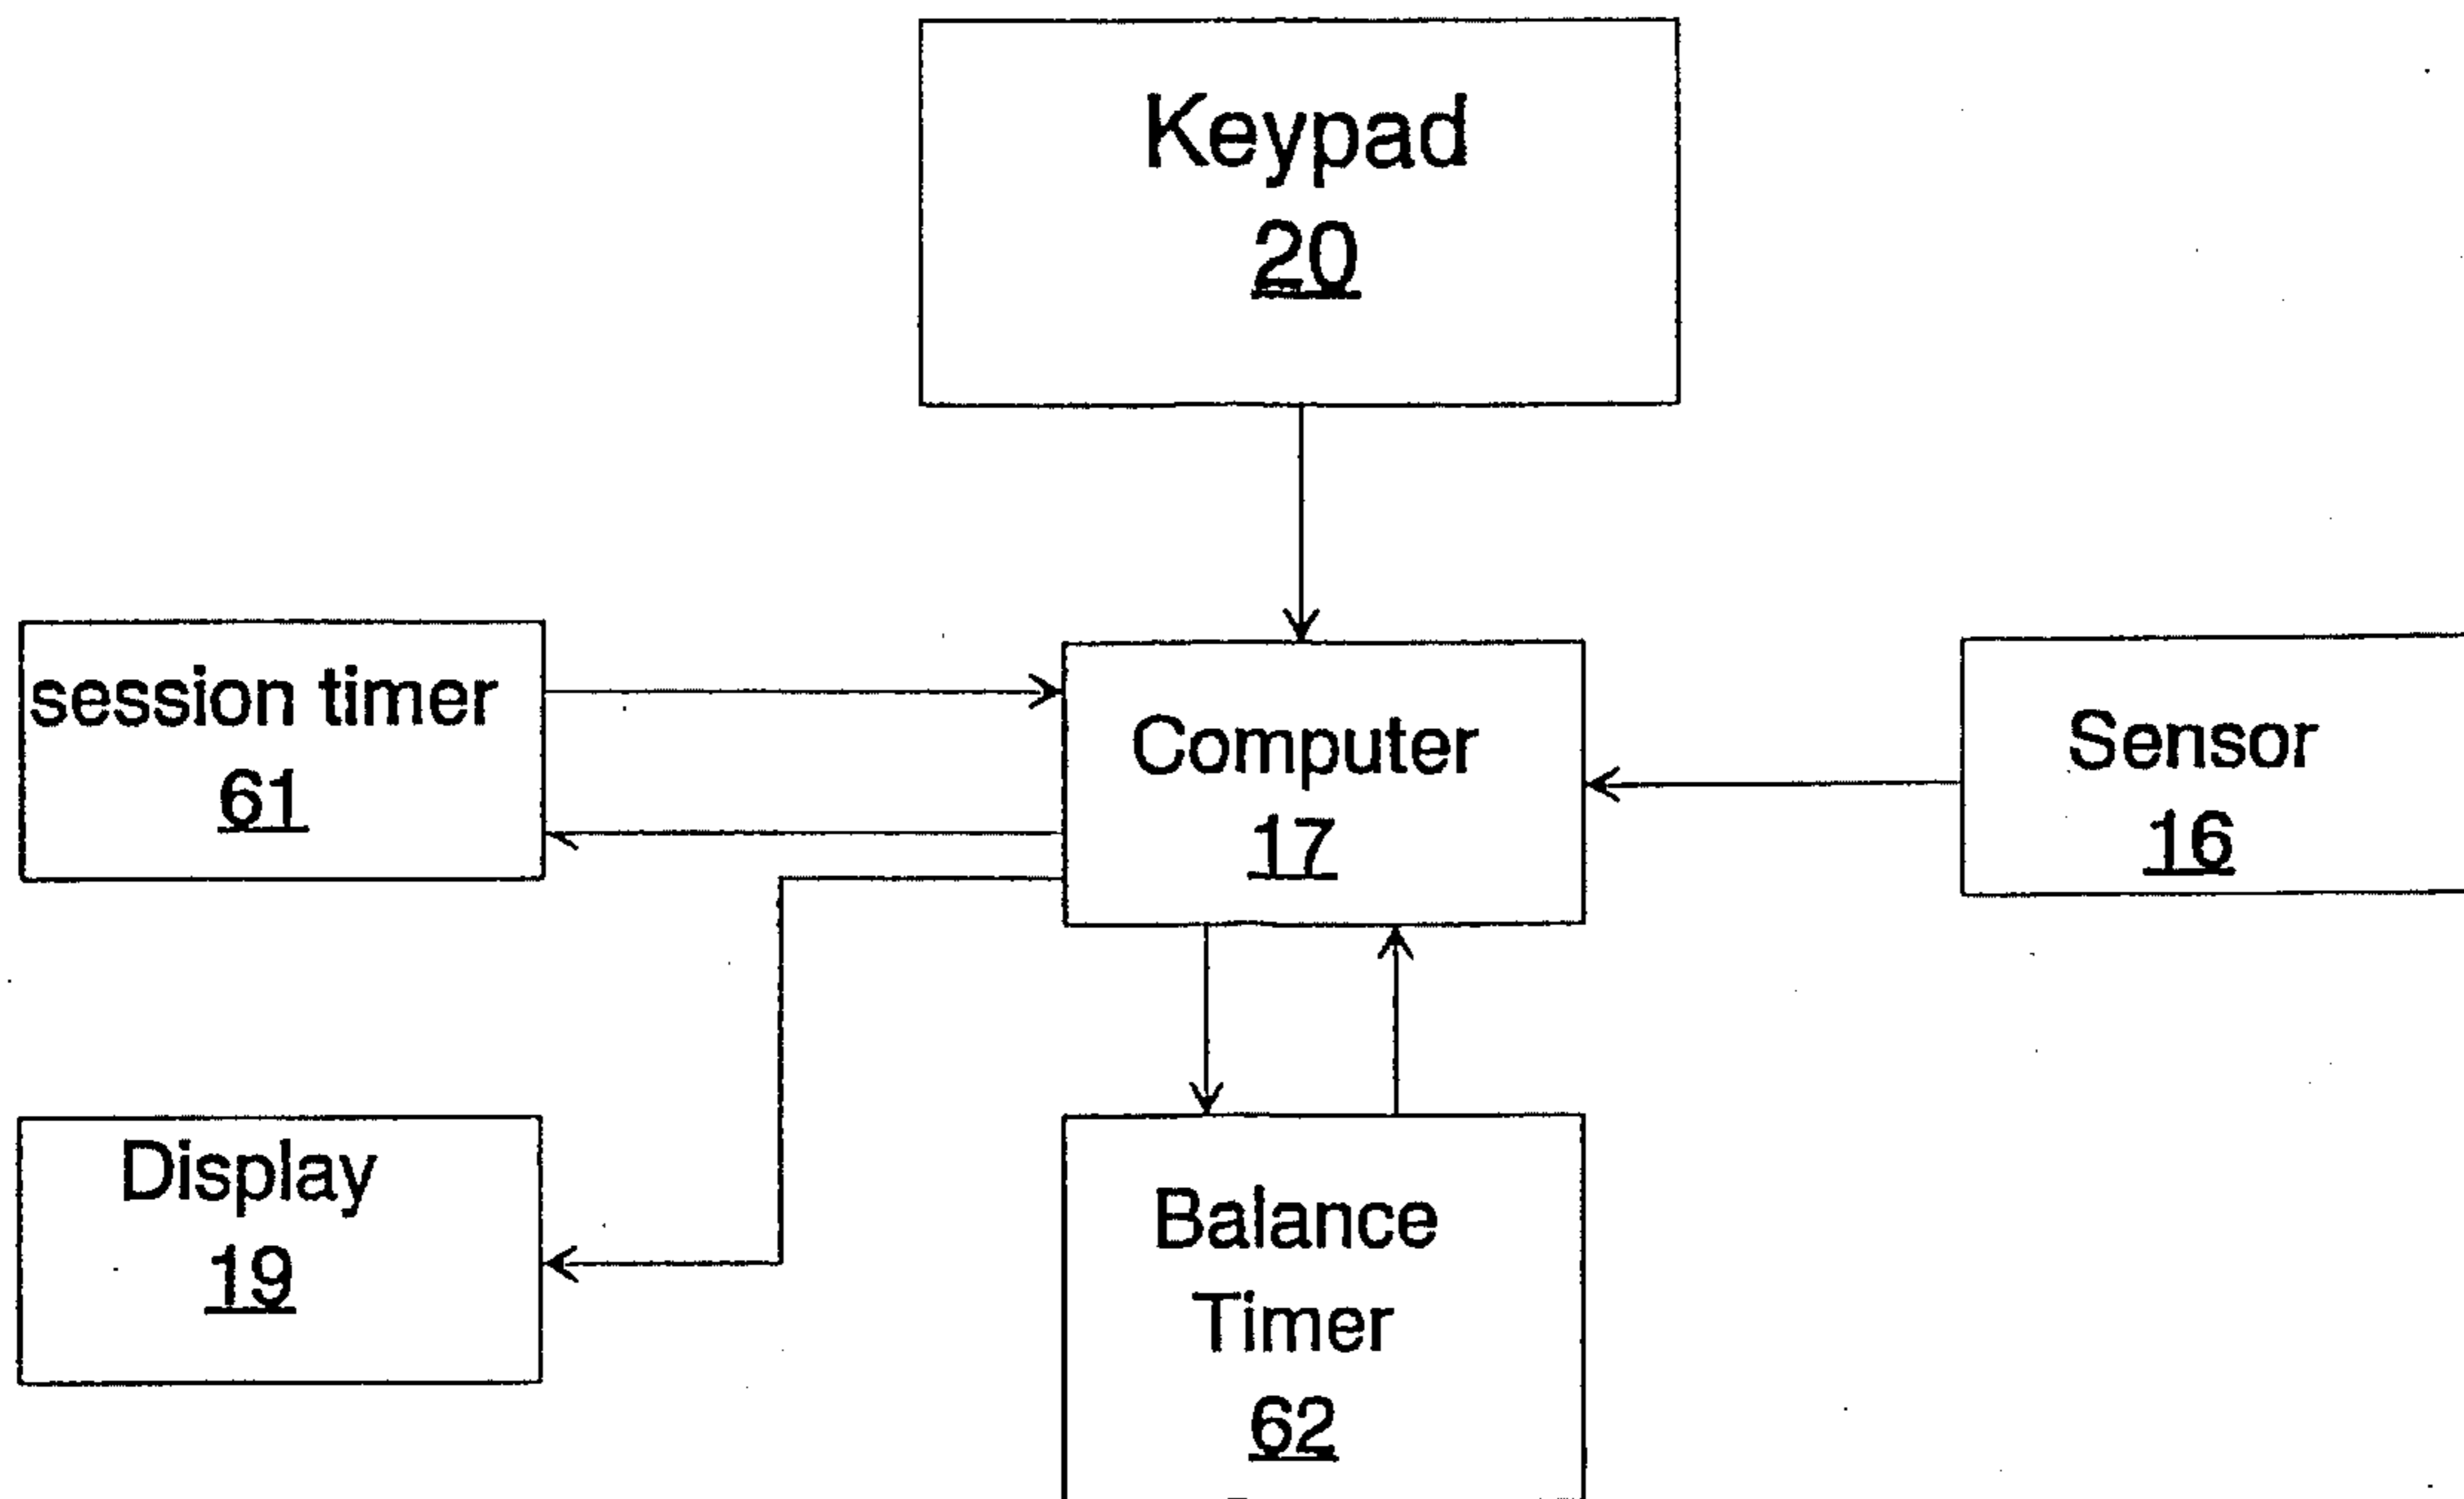 Keypad
20
session timer
61
Computer
17
Sensor
16
Display
19
Balance
Timer
62